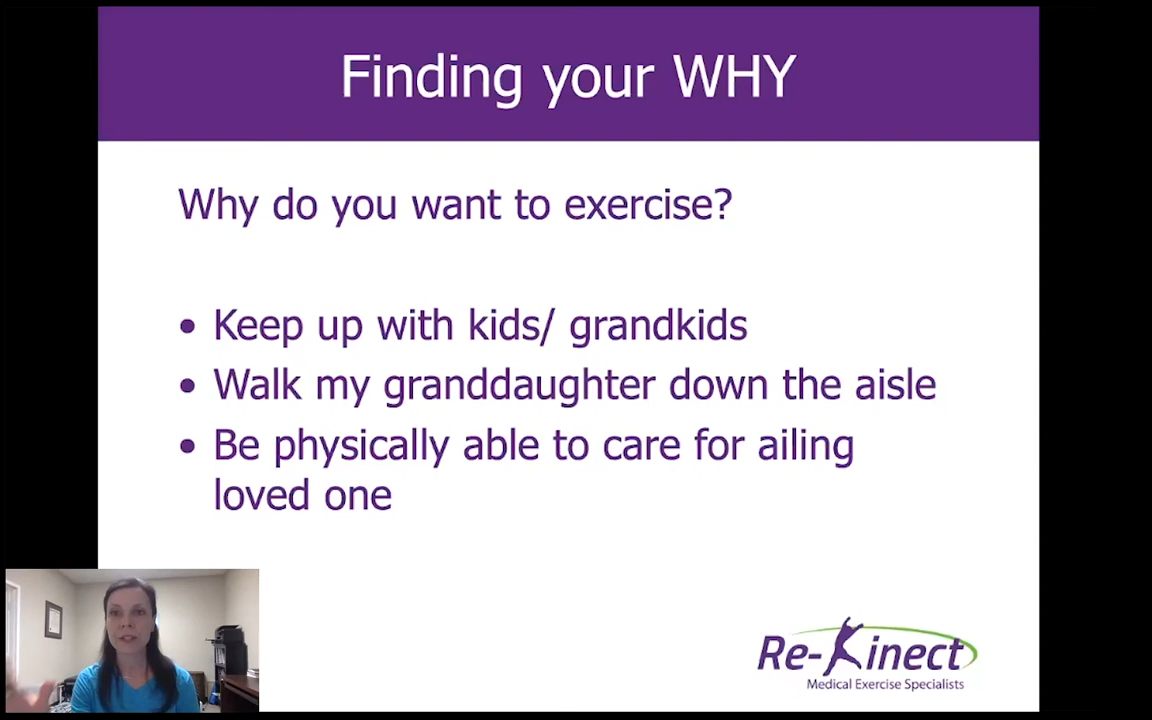 Finding your WHY
Why do you want to exercise?
• Keep up with kids/ grandkids
• Walk my granddaughter down the aisle
• Be physically able to care for ailing
loved one
Re-Kinect
Medical Exercise Specialists